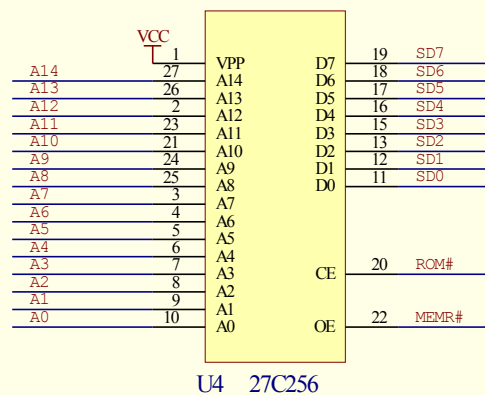 VCC
1 VPP D7 19 SD7
A14 27 A14 D6 18 SD6
A13 26 A13 D5 17 SD5
A12 2 A12 D4 16 SD4
A11 23 A11 D3 15 SD3
A10 21 A10 D2 13 SD2
A9 24 A9 D1 12 SD1
A8 25 A8 D0 11 SD0
A7 3 A7
A6 4 A6
A5 5 A5
A4 6 A4
A3 7 A3 CE 20 ROM#
A2 8 A2
A1 9 A1
A0 10 A0 OE 22 MEMR#
U4 27C256